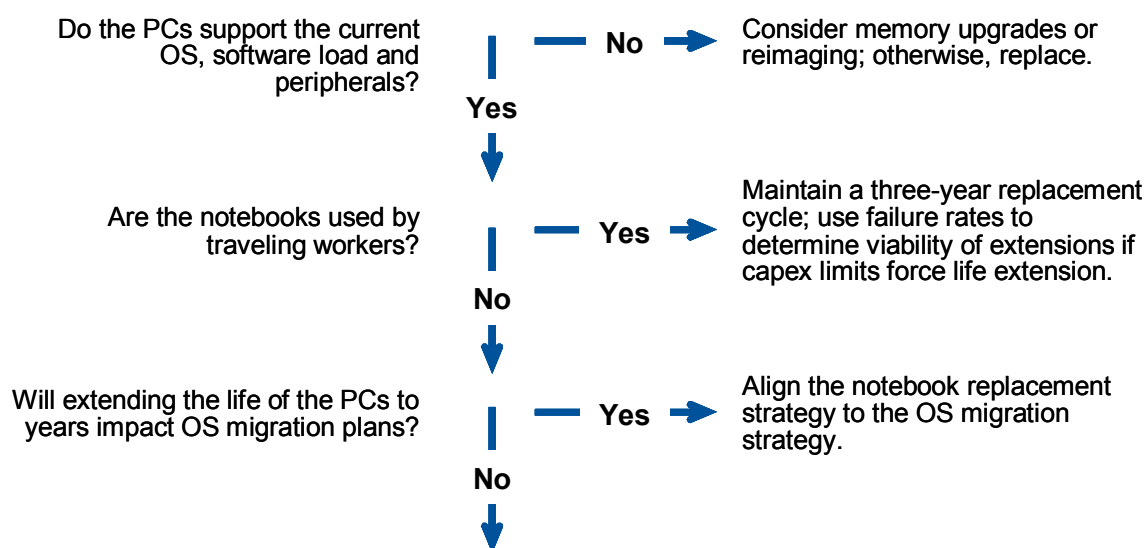 Do the PCs support the current
OS, software load and
peripherals?
No
Consider memory upgrades or
reimaging; otherwise, replace.
Yes
Are the notebooks used by
traveling workers?
Yes
Maintain a three-year replacement
cycle; use failure rates to
determine viability of extensions if
capex limits force life extension.
No
Will extending the life of the PCs to
years impact OS migration plans?
Yes
Align the notebook replacement
strategy to the OS migration
strategy.
No